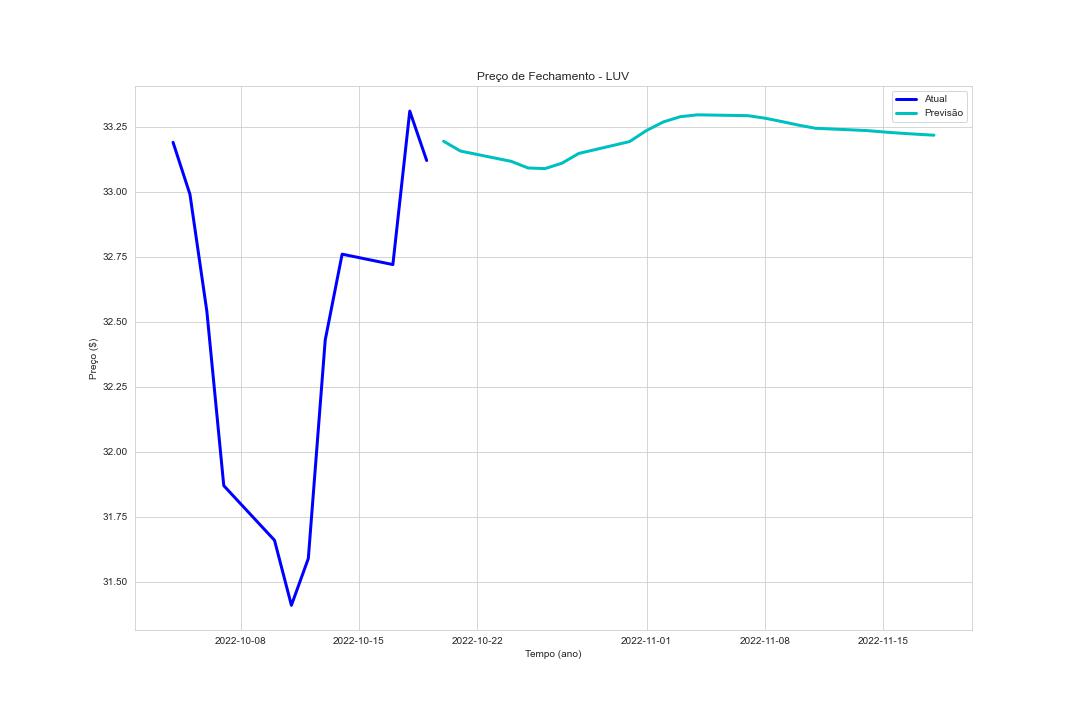 Preço de Fechamento - LUV
Atual
Previsão
Preço ($)
33.25
33.00
32.75
32.50
32.25
32.00
31.75
31.50
2022-10-08
2022-10-15
2022-10-22
2022-11-01
2022-11-08
2022-11-15
Tempo (ano)